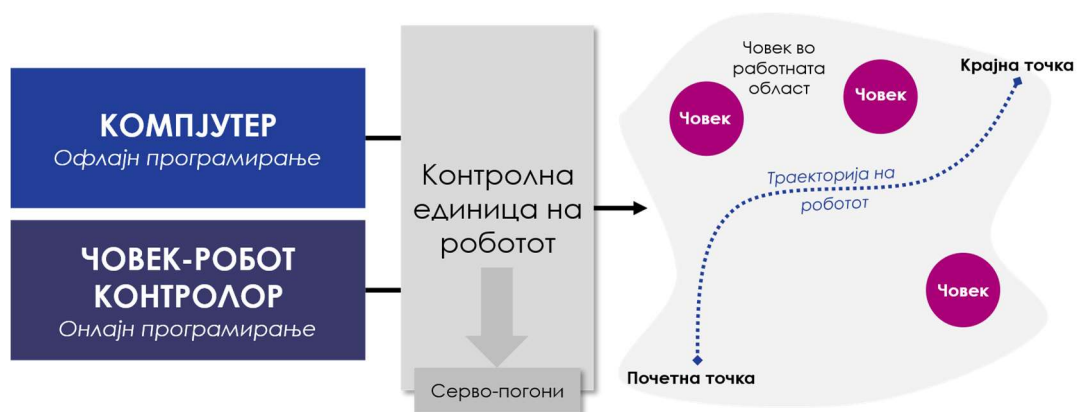 КОМПЈУТЕР
Офлајн програмирање
ЧОВЕК-РОБОТ
КОНТРОЛОР
Онлајн програмирање
Контролна
единица на
роботот
Серво-погони
Човек во
работната
област
Човек
Човек
Крајна точка
Траекторија на
роботот
Човек
Почетна точка